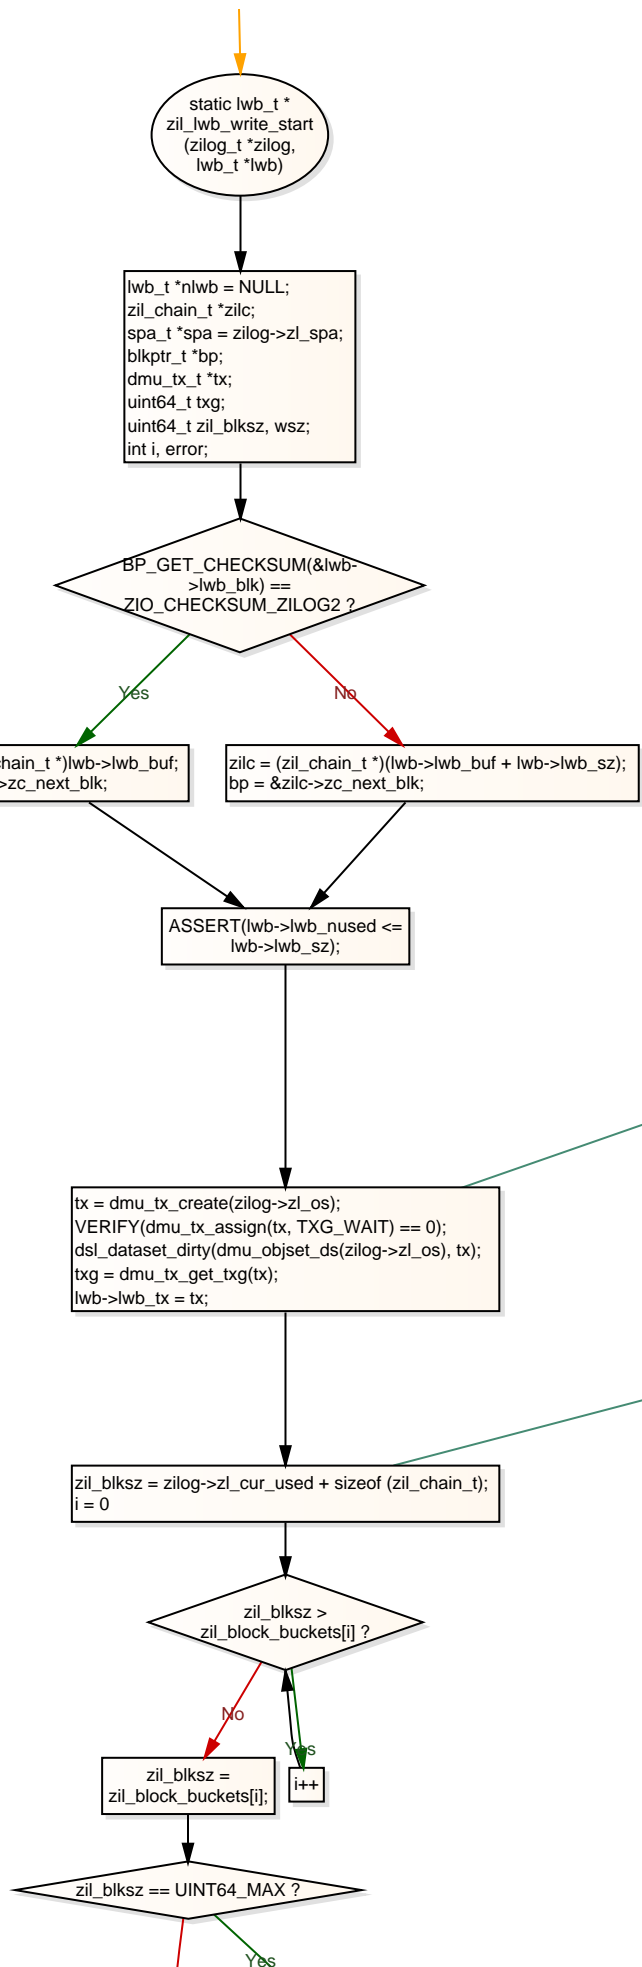 static lwb_t *
zil_lwb_write_start
(zilog_t *zilog,
lwb_t *lwb)
lwb_t *nlwb = NULL;
zil_chain_t *zilc;
spa_t *spa = zilog->zl_spa;
blkptr_t *bp;
dmu_tx_t *tx;
uint64_t txg;
uint64_t zil_blksz, wsz;
int i, error;
BP_GET_CHECKSUM(&lwb-
>lwb_blk) ==
ZIO_CHECKSUM_ZILOG2 ?
Yes
No
chain_t *)lwb->lwb_buf;
>zc_next_blk;
zilc = (zil_chain_t *)(lwb->lwb_buf + lwb->lwb_sz);
bp = &zilc->zc_next_blk;
ASSERT(lwb->lwb_nused <=
lwb->lwb_sz);
tx = dmu_tx_create(zilog->zl_os);
VERIFY(dmu_tx_assign(tx, TXG_WAIT) == 0);
dsl_dataset_dirty(dmu_objset_ds(zilog->zl_os), tx);
txg = dmu_tx_get_txg(tx);
lwb->lwb_tx = tx;
zil_blksz = zilog->zl_cur_used + sizeof (zil_chain_t);
i = 0
zil_blksz >
zil_block_buckets[i] ?
No
Yes
zil_blksz =
zil_block_buckets[i];
i++
zil_blksz == UINT64_MAX ?
Yes